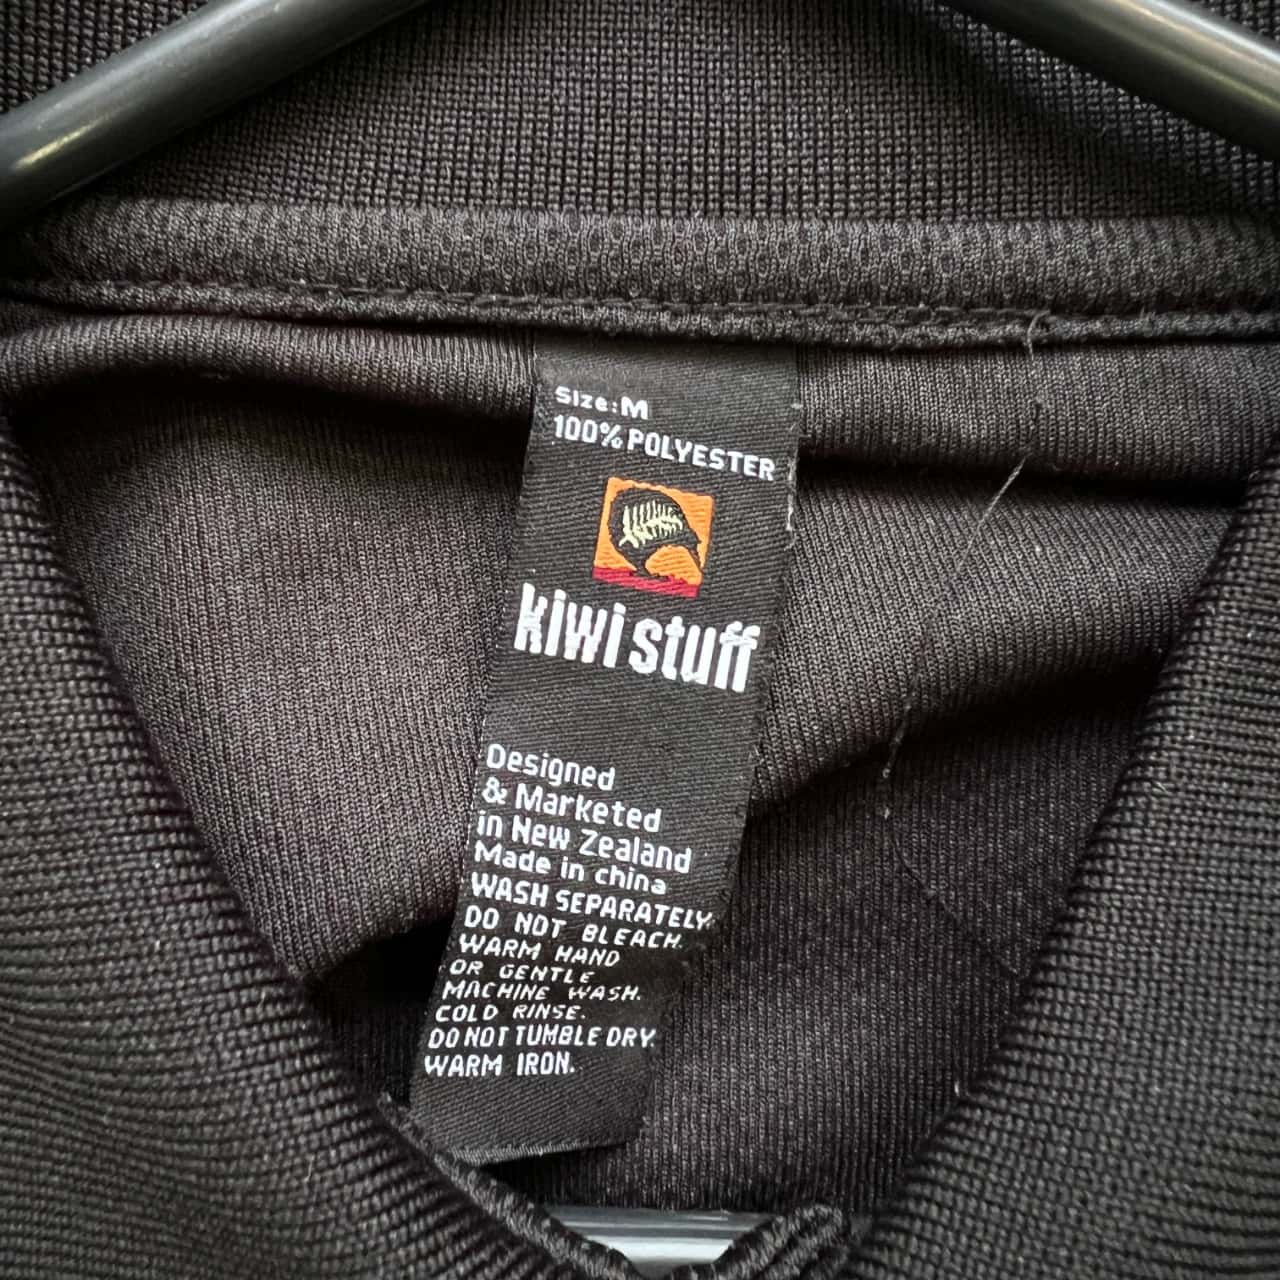 Size:M
100% POLYESTER
kiwi stuff
Designed
& Marketed
in New Zealand
Made in china
WASH SEPARATELY.
DO NOT BLEACH.
WARM HAND
OR GENTLE
MACHINE WASH.
COLD RINSE.
DO NOT TUMBLE DRY.
WARM IRON.